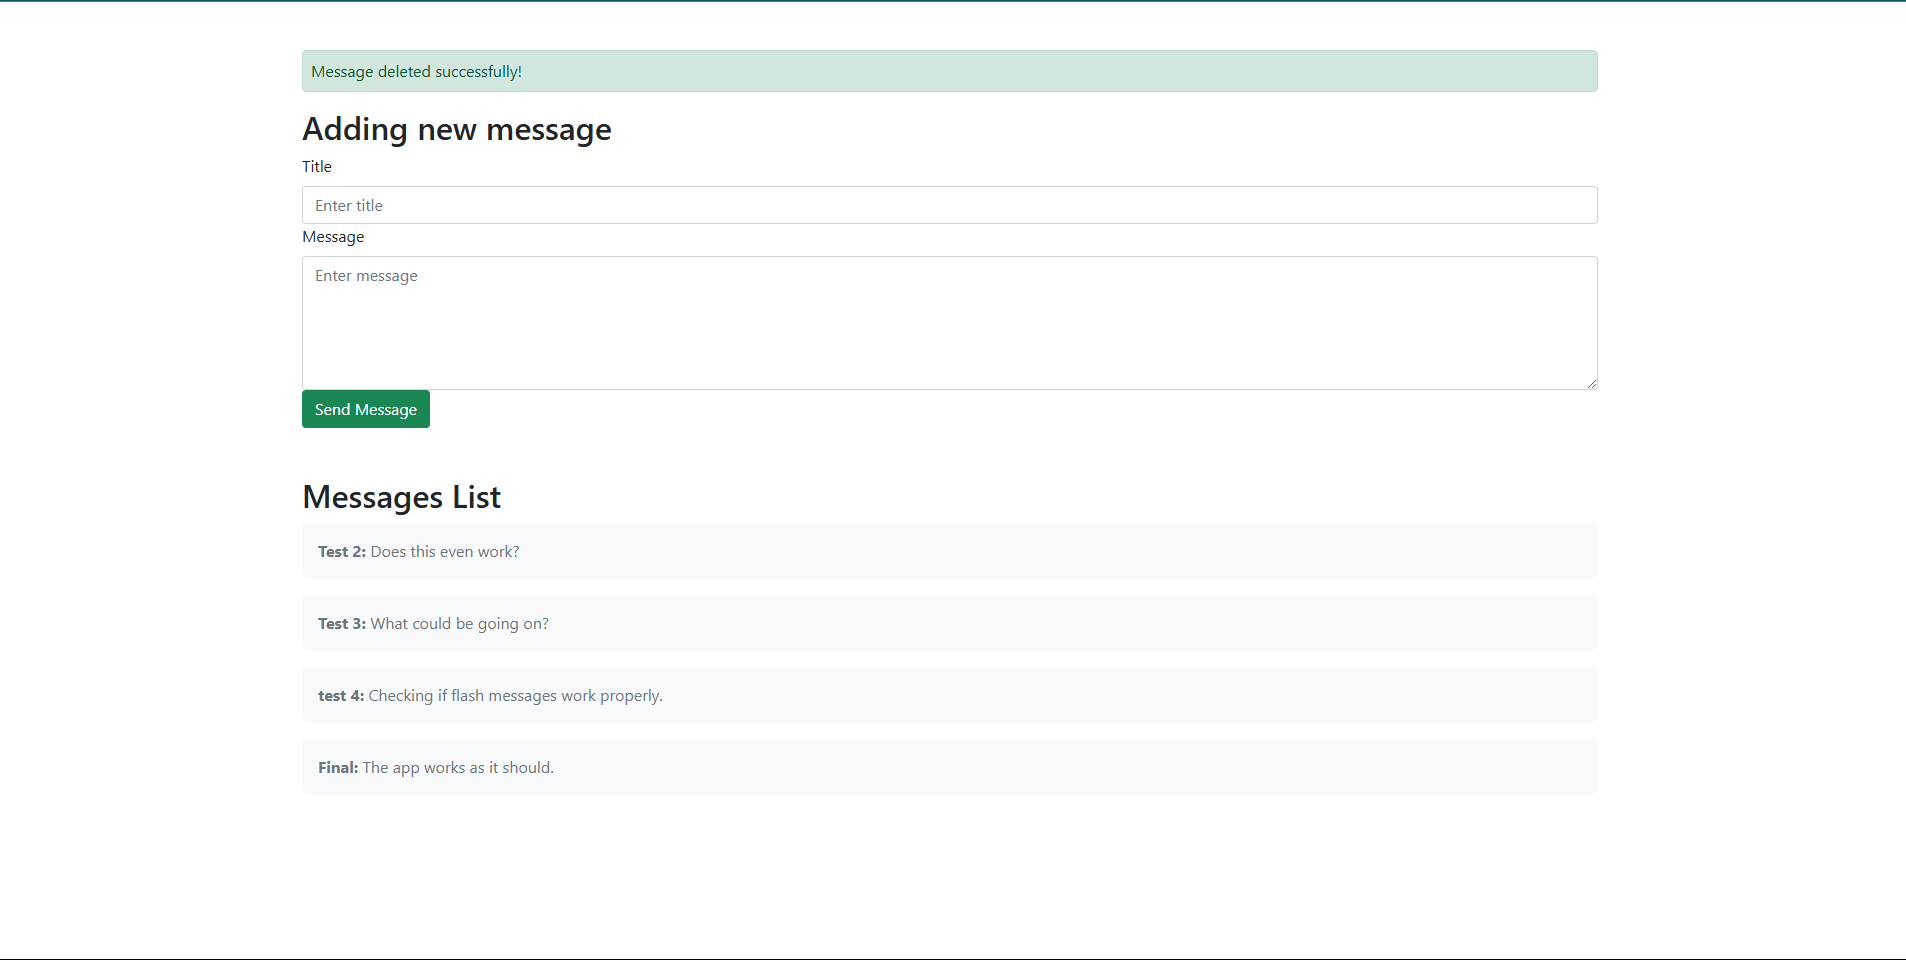 Message deleted successfully!
Adding new message
Title
Enter title
Message
Enter message
Send Message
Messages List
Test 2: Does this even work?
Test 3: What could be going on?
test 4: Checking if flash messages work properly.
Final: The app works as it should.